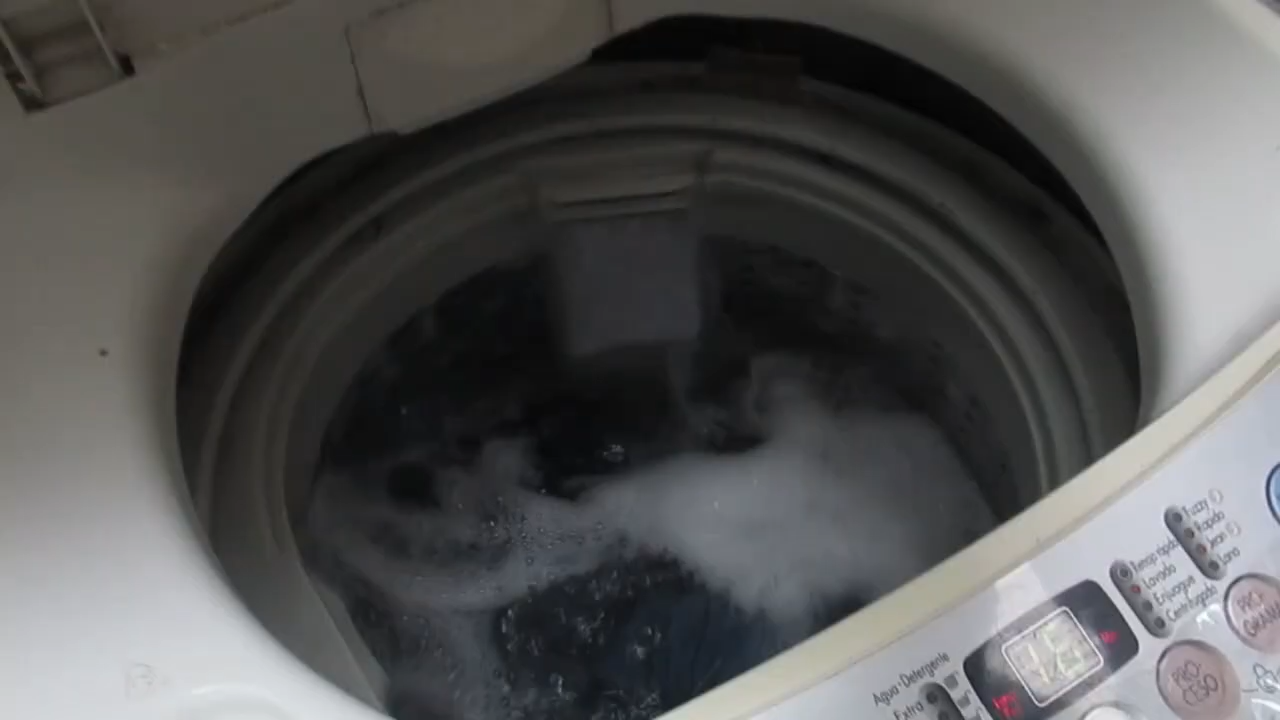 Fuzzy
Rápido
Jean
Lana
Remojo rápido
Lavado
Enjuague
Centrifugado
PRO-
GRAMA
PRO-
CESO
Agua-Detergente
Extra